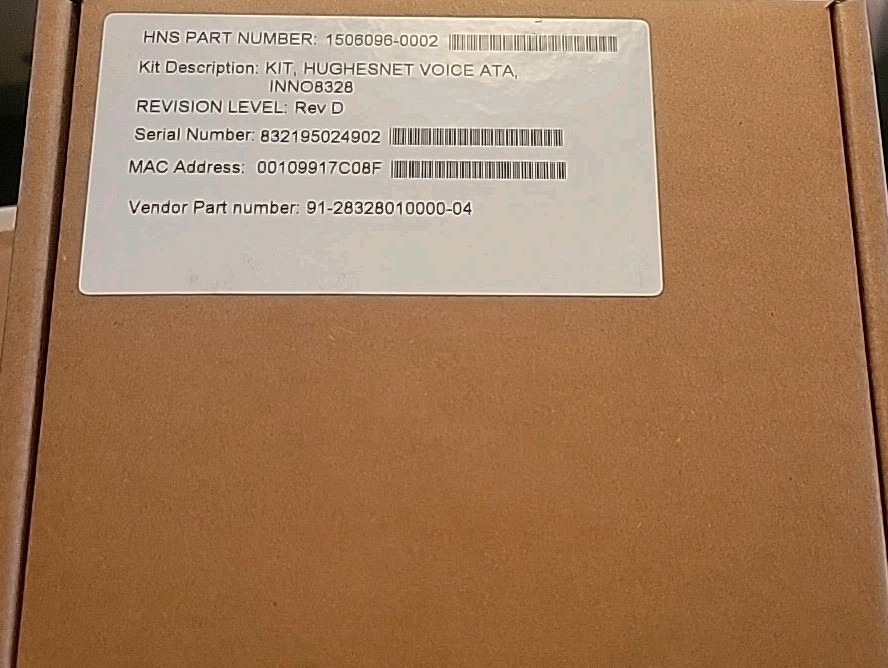 HNS PART NUMBER: 1506096-0002
Kit Description: KIT, HUGHESNET VOICE ATA,
INNO8328
REVISION LEVEL: Rev D
Serial Number: 832195024902
MAC Address: 00109917C08F
Vendor Part number: 91-28328010000-04